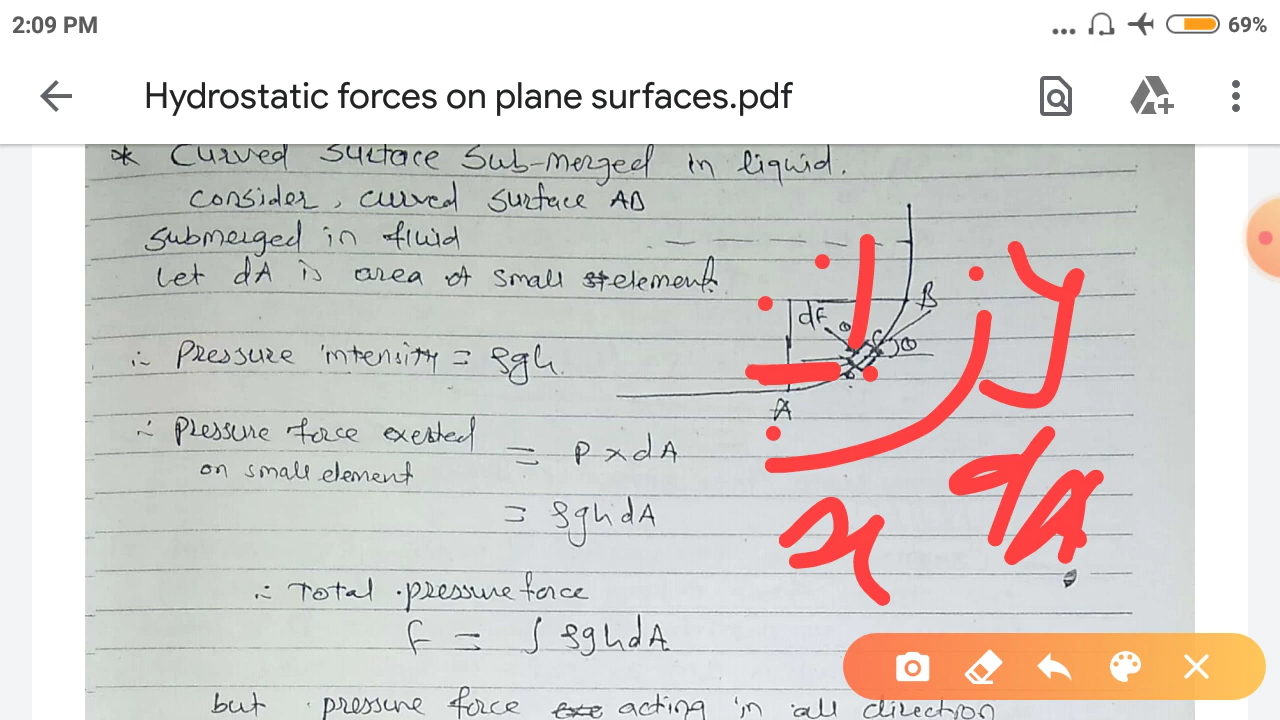 2:09 PM
69%
Hydrostatic forces on plane surfaces.pdf
* Curved Surface Sub-merged in liquid.
Consider, curved surface AB
Submerged in fluid
Let dA is area of small element.
∴ Pressure intensity = ρgh.
∴ Pressure force exerted
on small element
= P × dA
= ρghdA
∴ Total pressure force
F = ∫ ρghdA
but pressure force acting in all direction
dF
θ
B
θ
A
y
x
dA